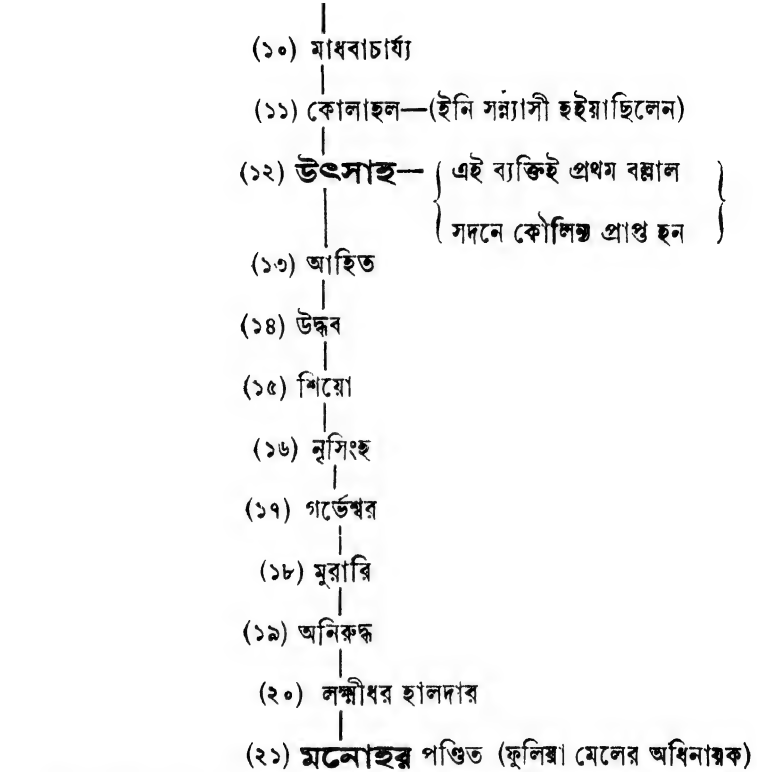 (১০) মাধবাচার্য্য
(১১) কোলাহল—(ইনি সন্ন্যাসী হইয়াছিলেন)
(১২) উৎসাহ— { এই ব্যক্তিই প্রথম বল্লাল }
{ সদনে কৌলিন্য প্রাপ্ত হন }
(১৩) আহিত
(১৪) উদ্ধব
(১৫) শিয়ো
(১৬) নৃসিংহ
(১৭) গর্ভেশ্বর
(১৮) মুরারি
(১৯) অনিরুদ্ধ
(২০) লক্ষ্মীধর হালদার
(২১) মনোহর পণ্ডিত (ফুলিয়া মেলের অধিনায়ক)